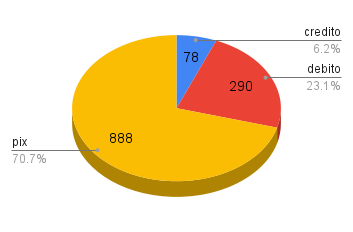 credito
6.2%
78
debito
23.1%
290
888
pix
70.7%